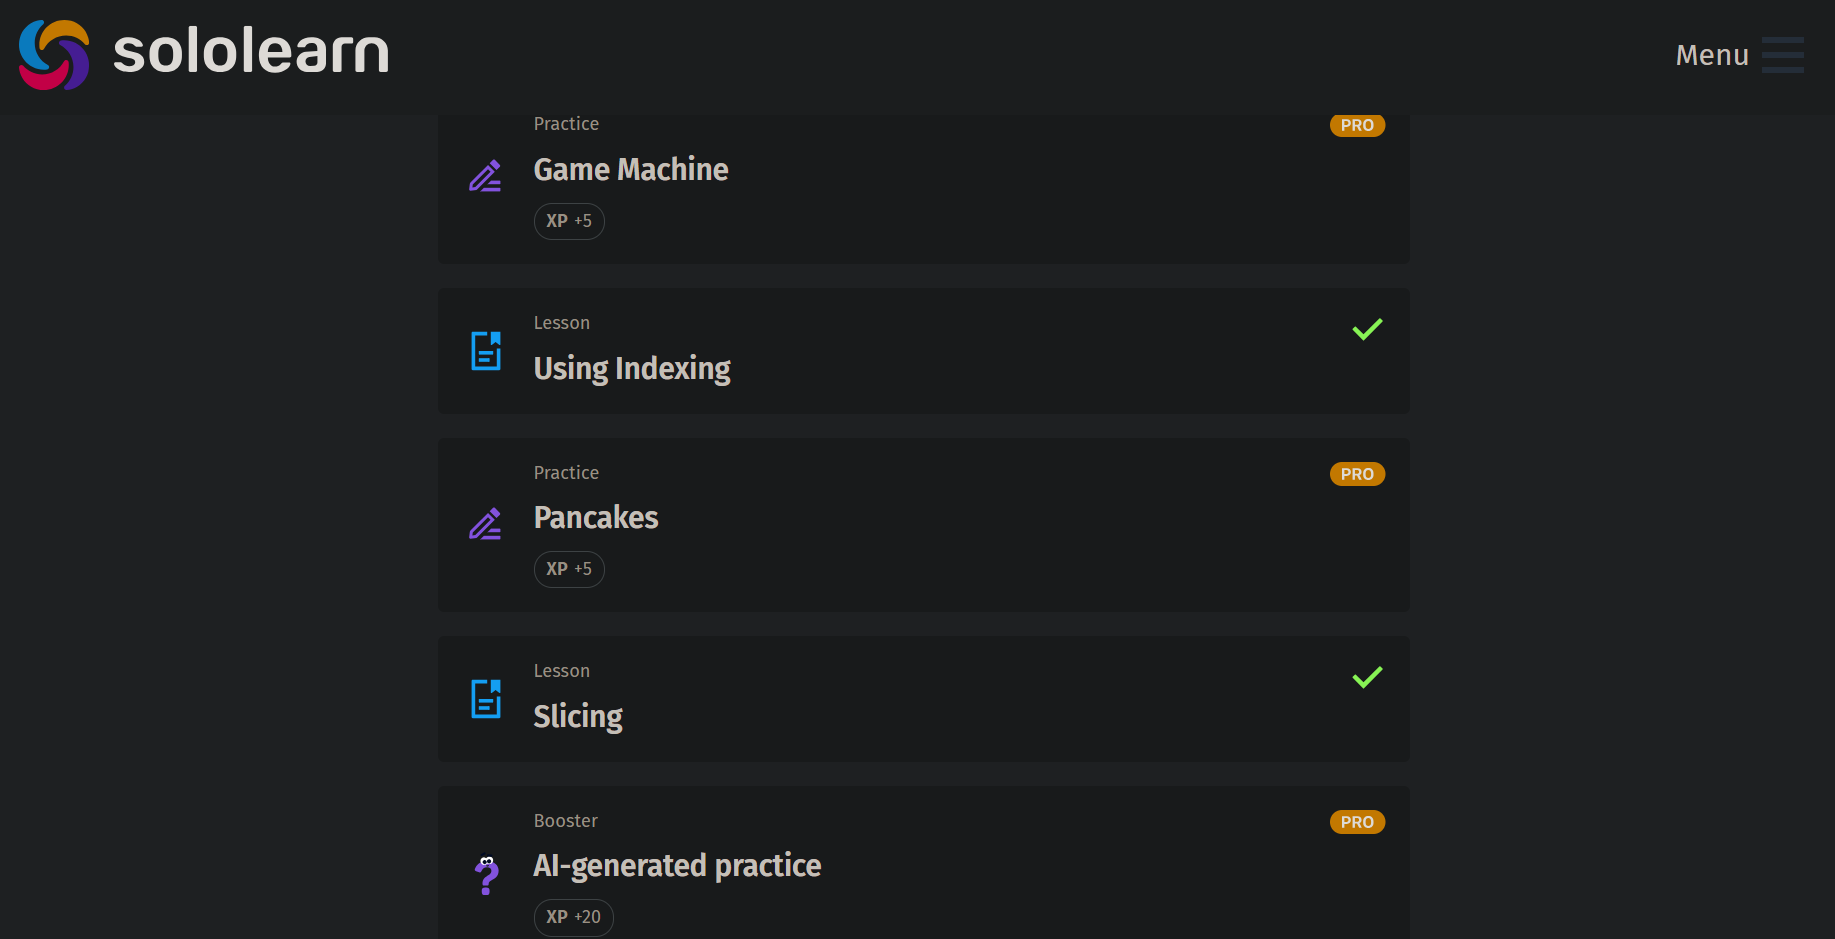 sololearn
Menu
Practice
PRO
Game Machine
XP +5
Lesson
Using Indexing
Practice
PRO
Pancakes
XP +5
Lesson
Slicing
Booster
PRO
AI-generated practice
XP +20